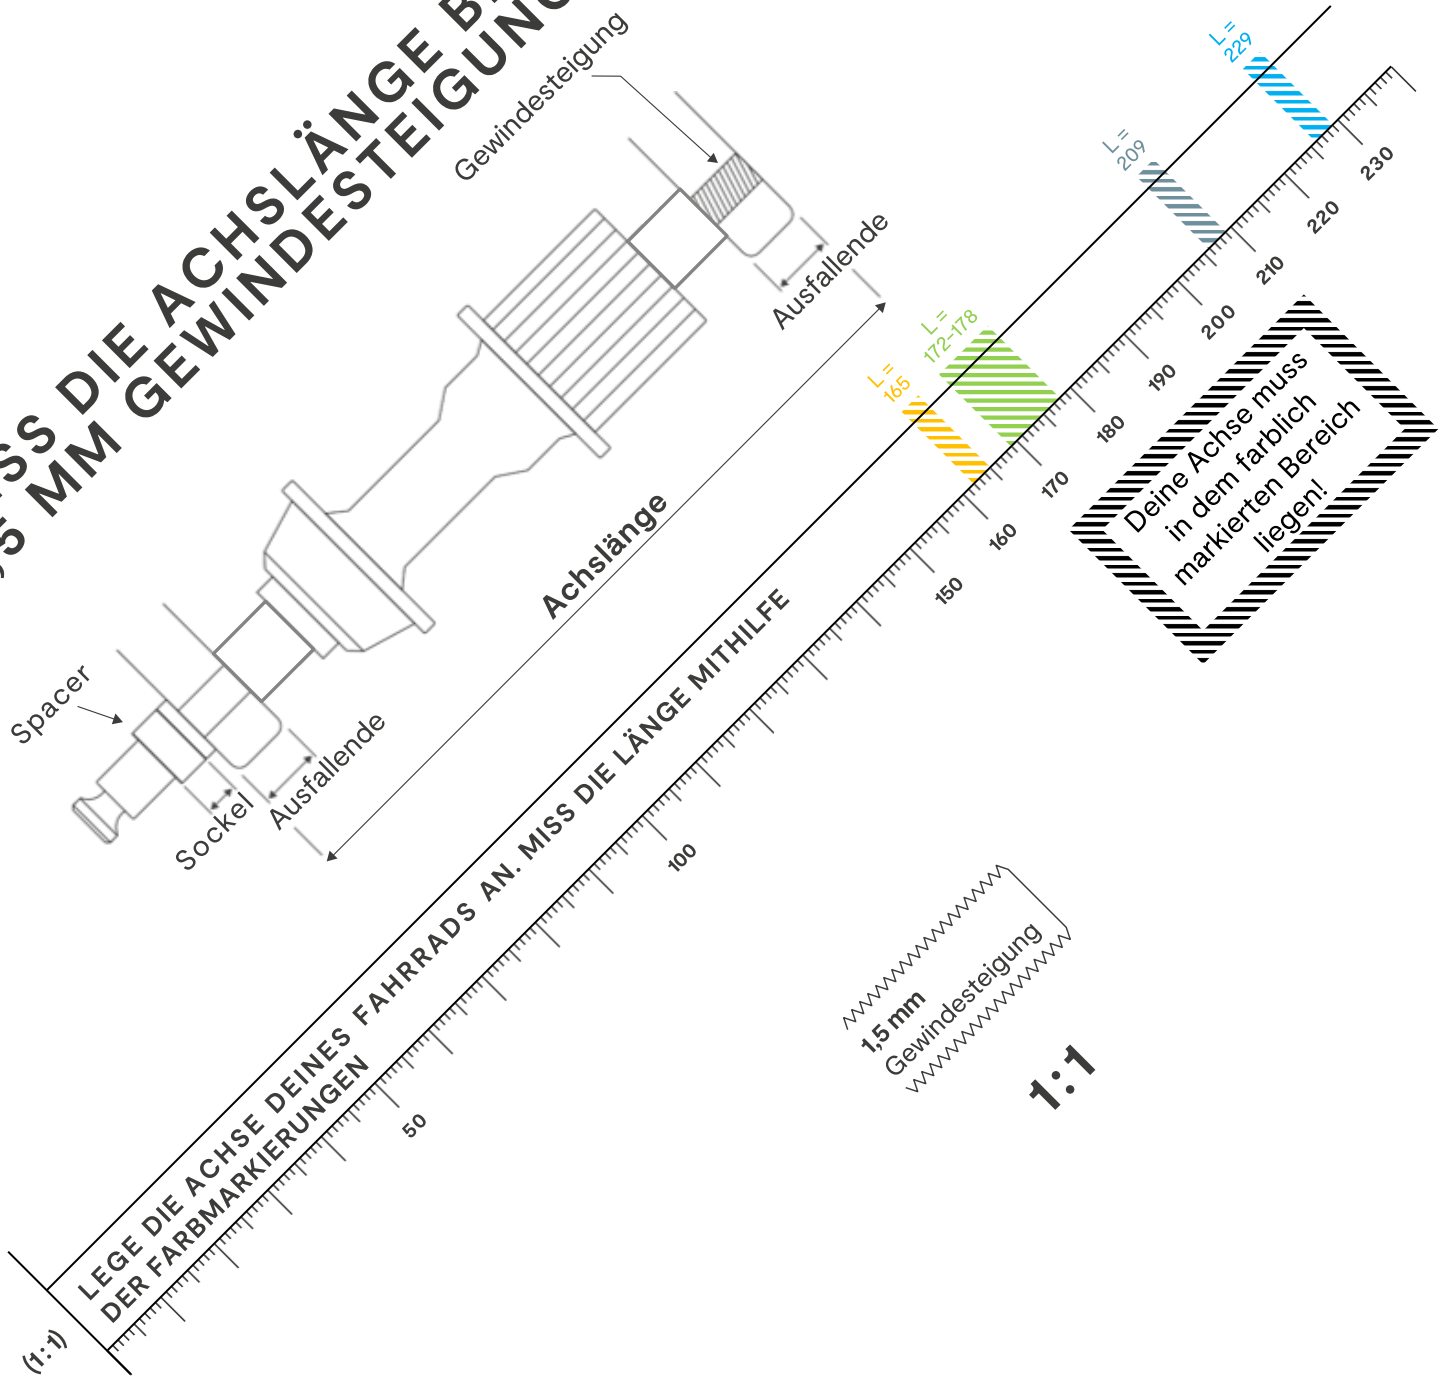 DIE ACHSLÄNGE
5 MM GEWINDESTEIGUNG
Gewindesteigung
Ausfallende
Achslänge
Spacer
Sockel
Ausfallende
L =
165
L =
172-178
L =
209
L =
229
LEGE DIE ACHSE DEINES FAHRRADS AN. MISS DIE LÄNGE MITHILFE
DER FARBMARKIERUNGEN
(1:1)
50
100
150
160
170
180
190
200
210
220
230
Deine Achse muss
in dem farblich
markierten Bereich
liegen!
1,5 mm
Gewindesteigung
1:1